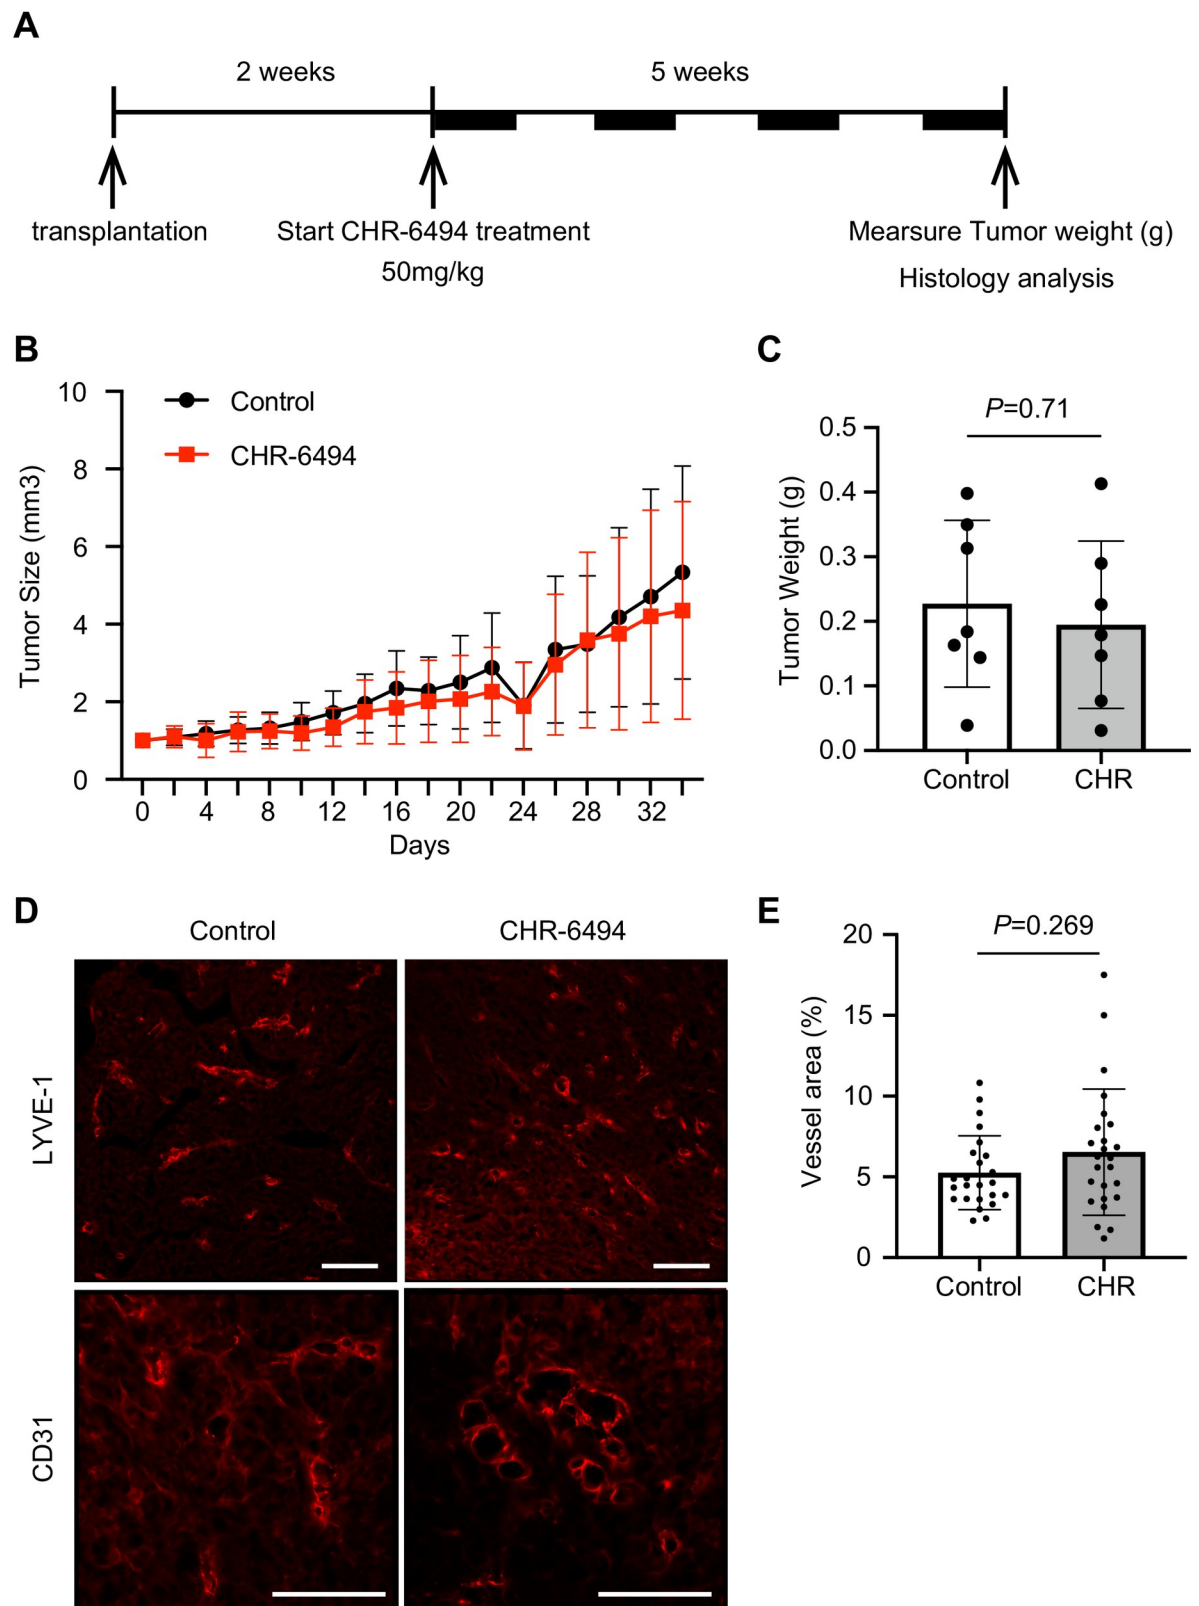 A
2 weeks
5 weeks
transplantation
Start CHR-6494 treatment
50mg/kg
Mearsure Tumor weight (g)
Histology analysis
B
Tumor Size (mm3)
10
8
6
4
2
0
Control
CHR-6494
0
4
8
12
16
20
24
28
32
Days
C
P=0.71
Tumor Weight (g)
0.5
0.4
0.3
0.2
0.1
0.0
Control
CHR
D
Control
CHR-6494
LYVE-1
CD31
E
P=0.269
Vessel area (%)
20
15
10
5
0
Control
CHR